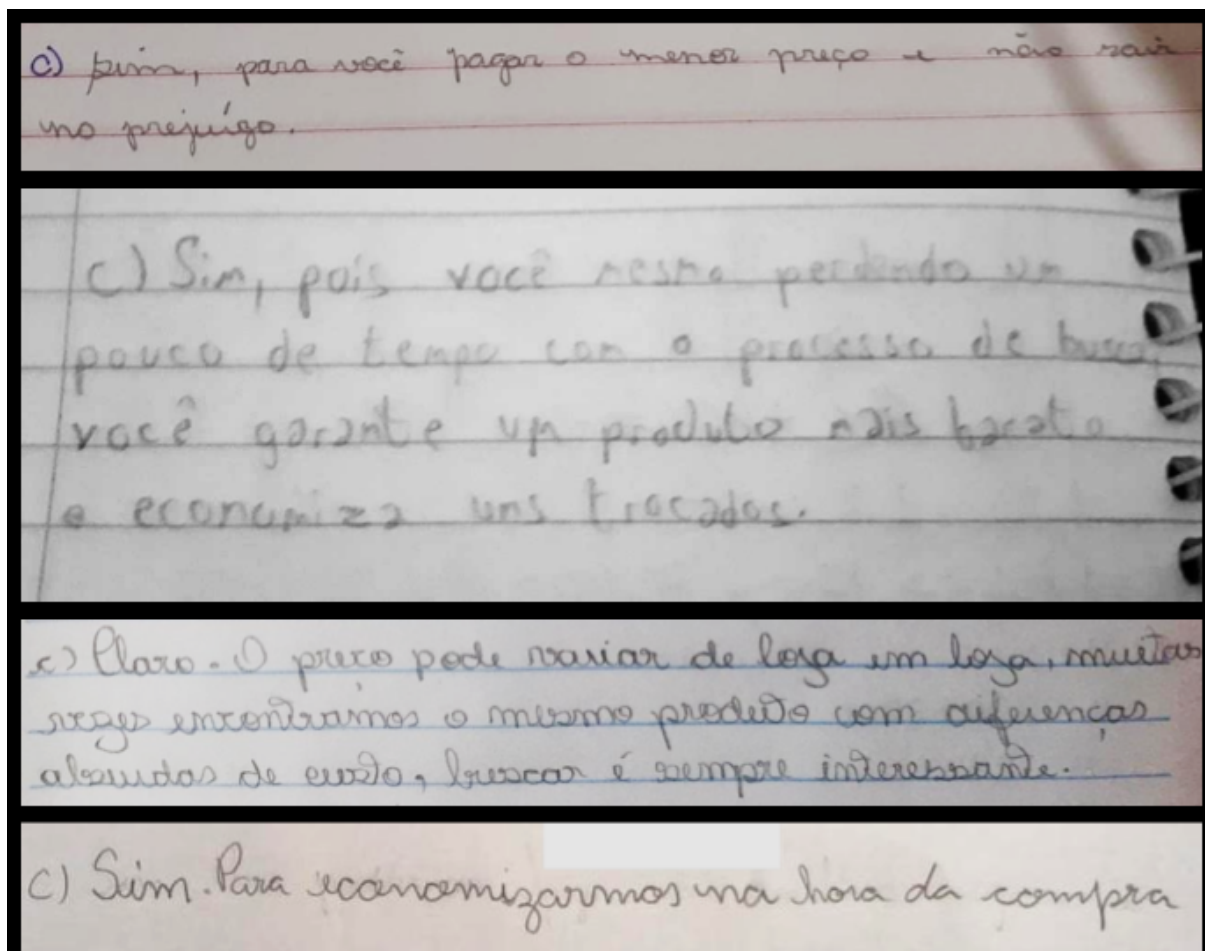 c) sim, para você pagar o menor preço e não sair
no prejuízo.
c) Sim, pois você mesmo perdendo um
pouco de tempo com o processo de busca,
você garante um produto mais barato
e economiza uns trocados.
c) Claro. O preço pode variar de loja em loja, muitas
vezes encontramos o mesmo produto com diferenças
absudas de custo, buscar é sempre interessante.
c) Sim. Para economizarmos na hora da compra